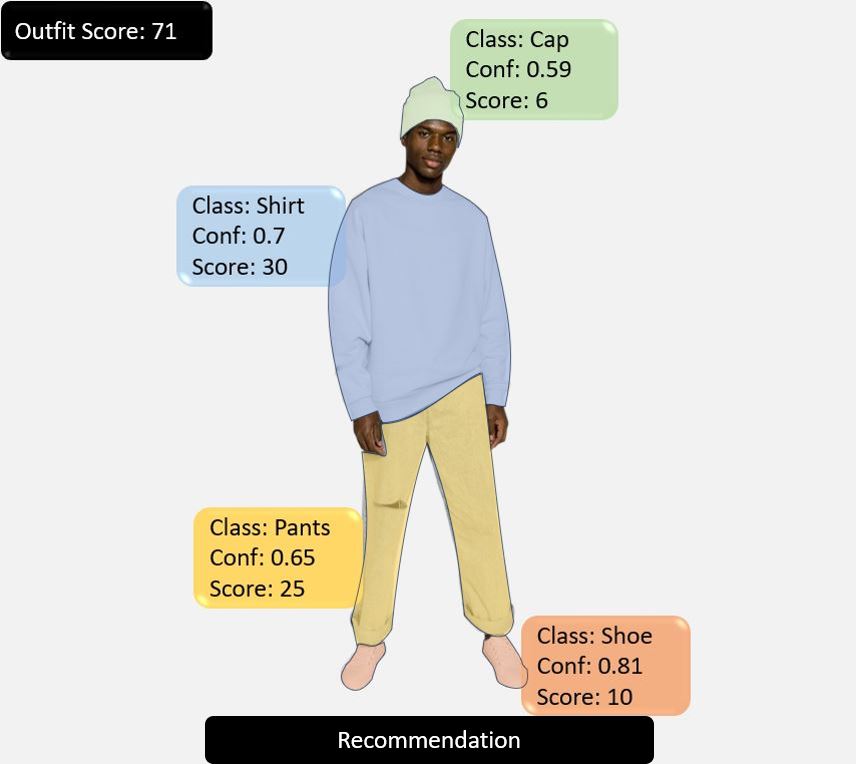 Outfit Score: 71
Class: Cap
Conf: 0.59
Score: 6
Class: Shirt
Conf: 0.7
Score: 30
Class: Pants
Conf: 0.65
Score: 25
Class: Shoe
Conf: 0.81
Score: 10
Recommendation